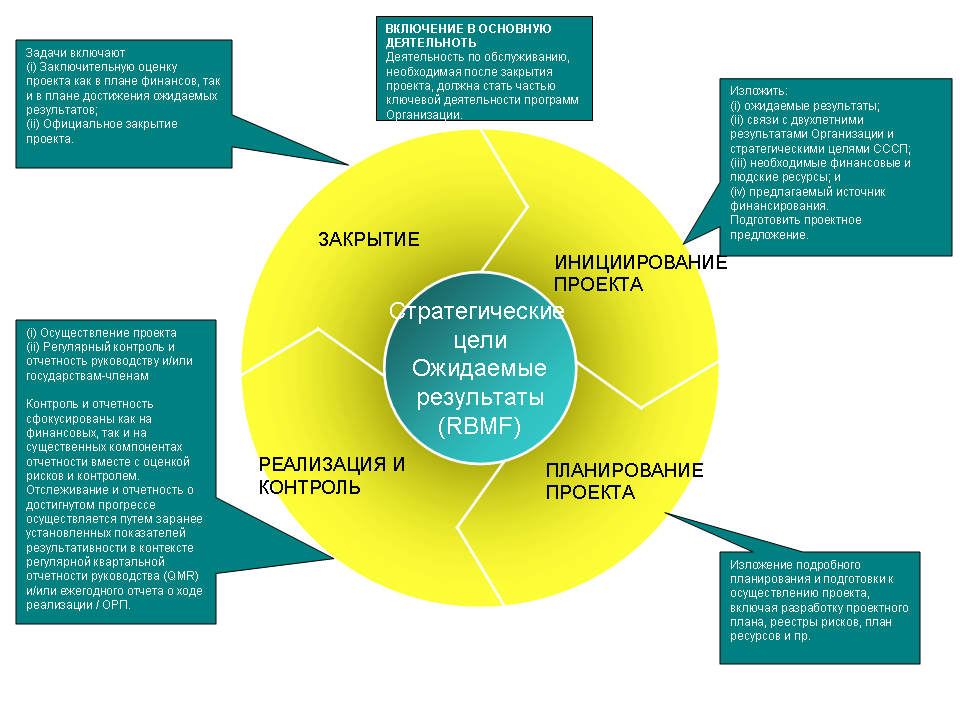 ВКЛЮЧЕНИЕ В ОСНОВНУЮ
ДЕЯТЕЛЬНОТЬ
Деятельность по обслуживанию,
необходимая после закрытия
проекта, должна стать частью
ключевой деятельности программ
Организации.
Задачи включают
(i) Заключительную оценку
проекта как в плане финансов, так
и в плане достижения ожидаемых
результатов;
(ii) Официальное закрытие
проекта.
Изложить:
(i) ожидаемые результаты;
(ii) связи с двухлетними
результатами Организации и
стратегическими целями СССП;
(iii) необходимые финансовые и
людские ресурсы; и
(iv) предлагаемый источник
финансирования.
Подготовить проектное
предложение.
ЗАКРЫТИЕ
ИНИЦИИРОВАНИЕ
ПРОЕКТА
Стратегические
цели
Ожидаемые
результаты
(RBMF)
(i) Осуществление проекта
(ii) Регулярный контроль и
отчетность руководству и/или
государствам-членам
Контроль и отчетность
сфокусированы как на
финансовых, так и на
существенных компонентах
отчетности вместе с оценкой
рисков и контролем.
Отслеживание и отчетность о
достигнутом прогрессе
осуществляется путем заранее
установленных показателей
результативности в контексте
регулярной квартальной
отчетности руководства (QMR)
и/или ежегодного отчета о ходе
реализации / ОРП.
РЕАЛИЗАЦИЯ И
КОНТРОЛЬ
ПЛАНИРОВАНИЕ
ПРОЕКТА
Изложение подробного
планирования и подготовки к
осуществлению проекта,
включая разработку проектного
плана, реестры рисков, план
ресурсов и пр.